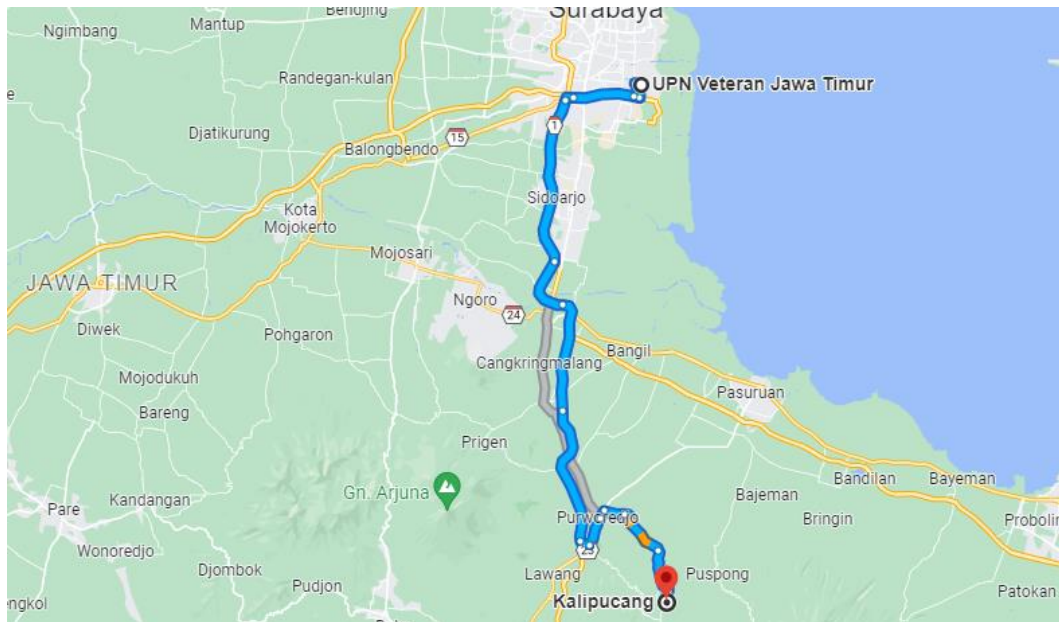 Bendjing
Surabaya
Mantup
Ngimbang
Randegan-kulan
UPN Veteran Jawa Timur
e
Djatikurung
1
15
Balongbendo
Sidoarjo
Kota
Mojokerto
Mojosari
JAWA TIMUR
Ngoro
24
Diwek
Pohgaron
Bangil
Cangkringmalang
Mojodukuh
Pasuruan
Bareng
Prigen
Bandilan
Bayeman
Gn. Arjuna
Bajeman
Kandangan
Pare
Purworedjo
Bringin
Probolin
Wonoredjo
23
Djombok
Lawang
Puspong
Pudjon
Patokan
engkol
Kalipucang